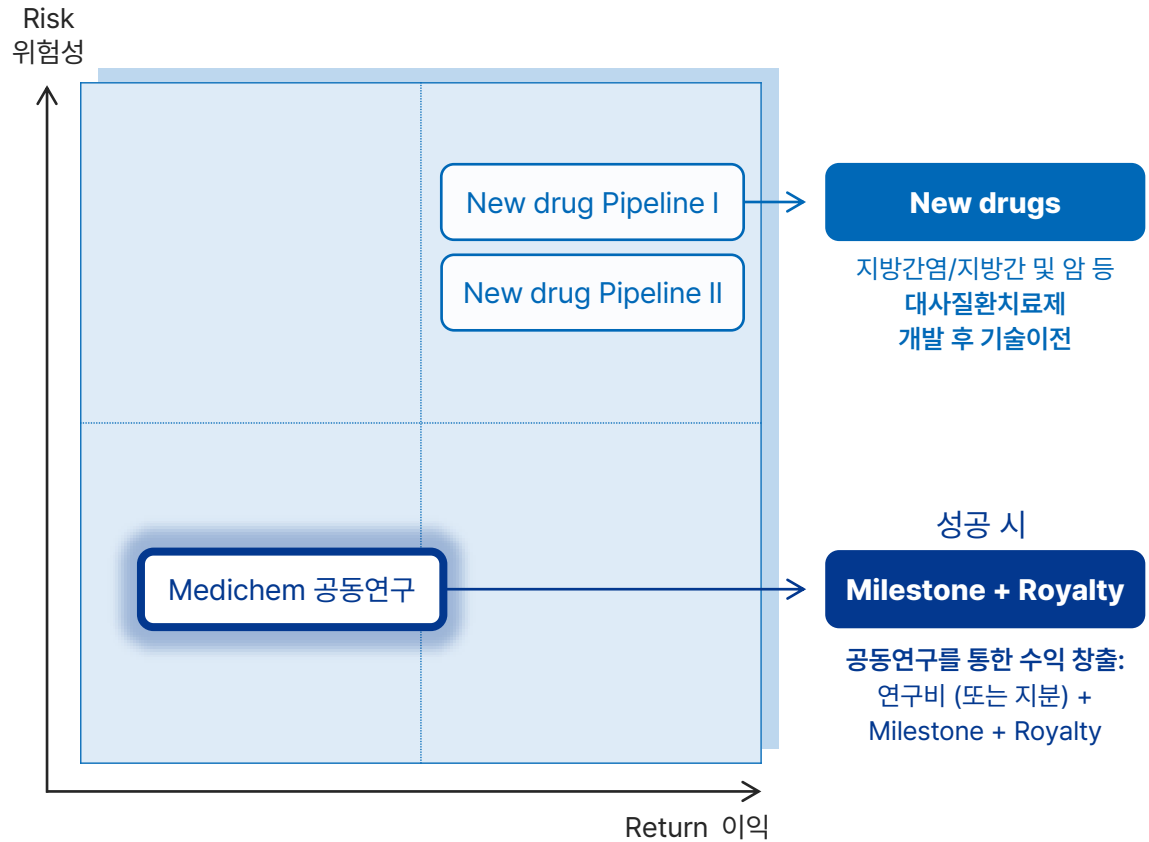 Risk
위험성
New drug Pipeline I
New drugs
New drug Pipeline II
지방간염/지방간 및 암 등
대사질환치료제
개발 후 기술이전
성공 시
Medichem 공동연구
Milestone + Royalty
공동연구를 통한 수익 창출:
연구비 (또는 지분) +
Milestone + Royalty
Return 이익